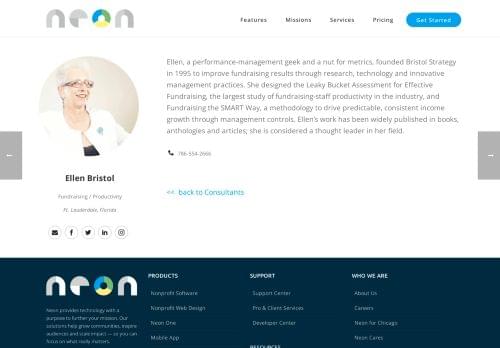 neon
Features Missions Services Pricing Get Started
Ellen, a performance-management geek and a nut for metrics, founded Bristol Strategy
in 1995 to improve fundraising results through research, technology and innovative
management practices. She designed the Leaky Bucket Assessment for Effective
Fundraising, the largest study of fundraising-staff productivity in the industry, and
Fundraising the SMART Way, a methodology to drive predictable, consistent income
growth through management controls. Ellen's work has been widely published in books,
anthologies and articles; she is considered a thought leader in her field.
786-554-2666
<< back to Consultants
← →
Ellen Bristol
Fundraising / Productivity
Ft. Lauderdale, Florida
neon
Neon provides technology with a
purpose to further your mission. Our
solutions help grow communities, inspire
audiences and scale impact — so you
can focus on what really matters.
PRODUCTS
Nonprofit Software
Nonprofit Web Design
Neon One
Mobile App
SUPPORT
Support Center
Pro & Client Services
Developer Center
RESOURCES
WHO WE ARE
About Us
Careers
Neon for Chicago
Neon Cares